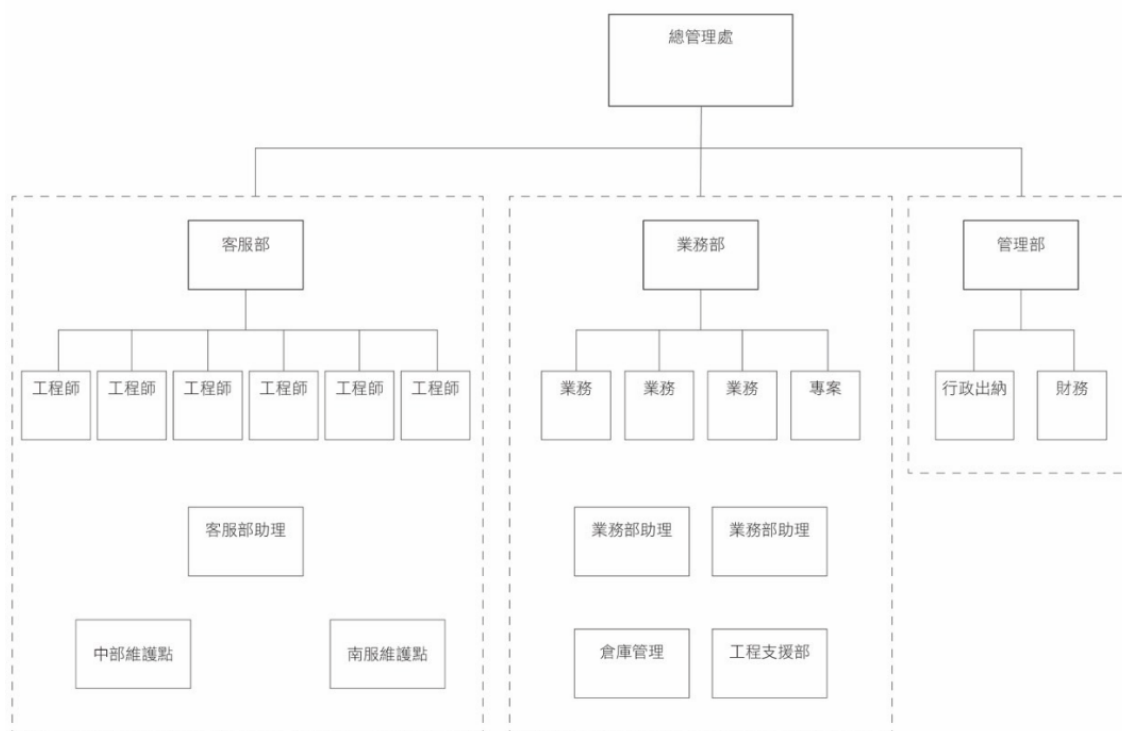 總管理處
客服部
業務部
管理部
工程師
工程師
工程師
工程師
工程師
工程師
業務
業務
業務
專案
行政出納
財務
客服部助理
業務部助理
業務部助理
中部維護點
南服維護點
倉庫管理
工程支援部